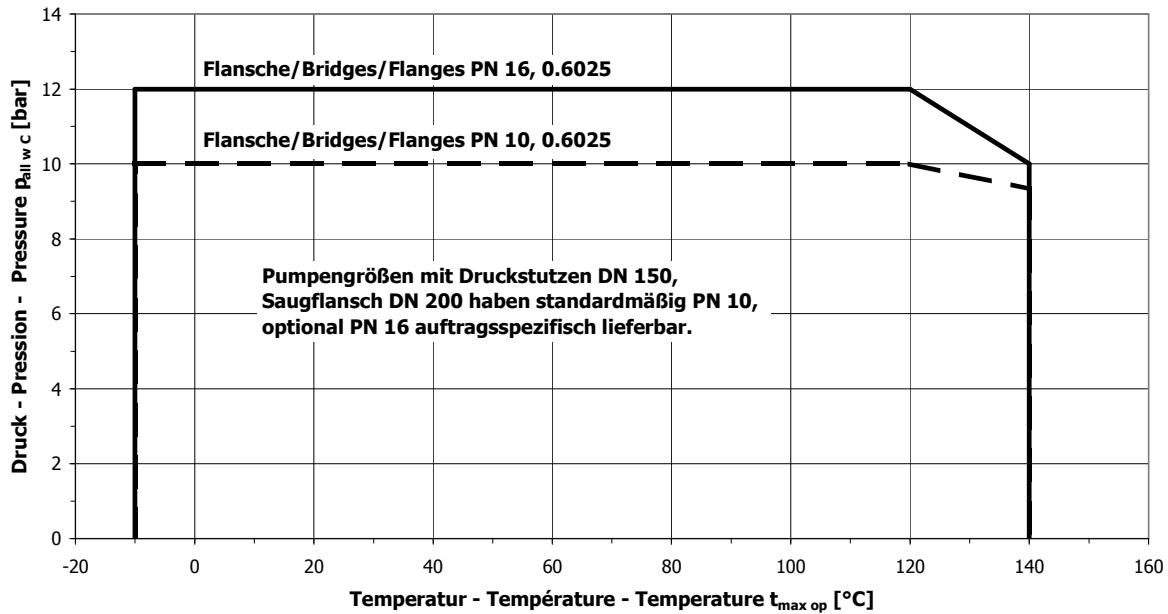 14
12
10
8
6
4
2
0
Druck - Pression - Pressure p_all w C [bar]
Flansche/Bridges/Flanges PN 16, 0.6025
Flansche/Bridges/Flanges PN 10, 0.6025
Pumpengrößen mit Druckstutzen DN 150,
Saugflansch DN 200 haben standardmäßig PN 10,
optional PN 16 auftragsspezifisch lieferbar.
-20 0 20 40 60 80 100 120 140 160
Temperatur - Température - Temperature t_max op [°C]